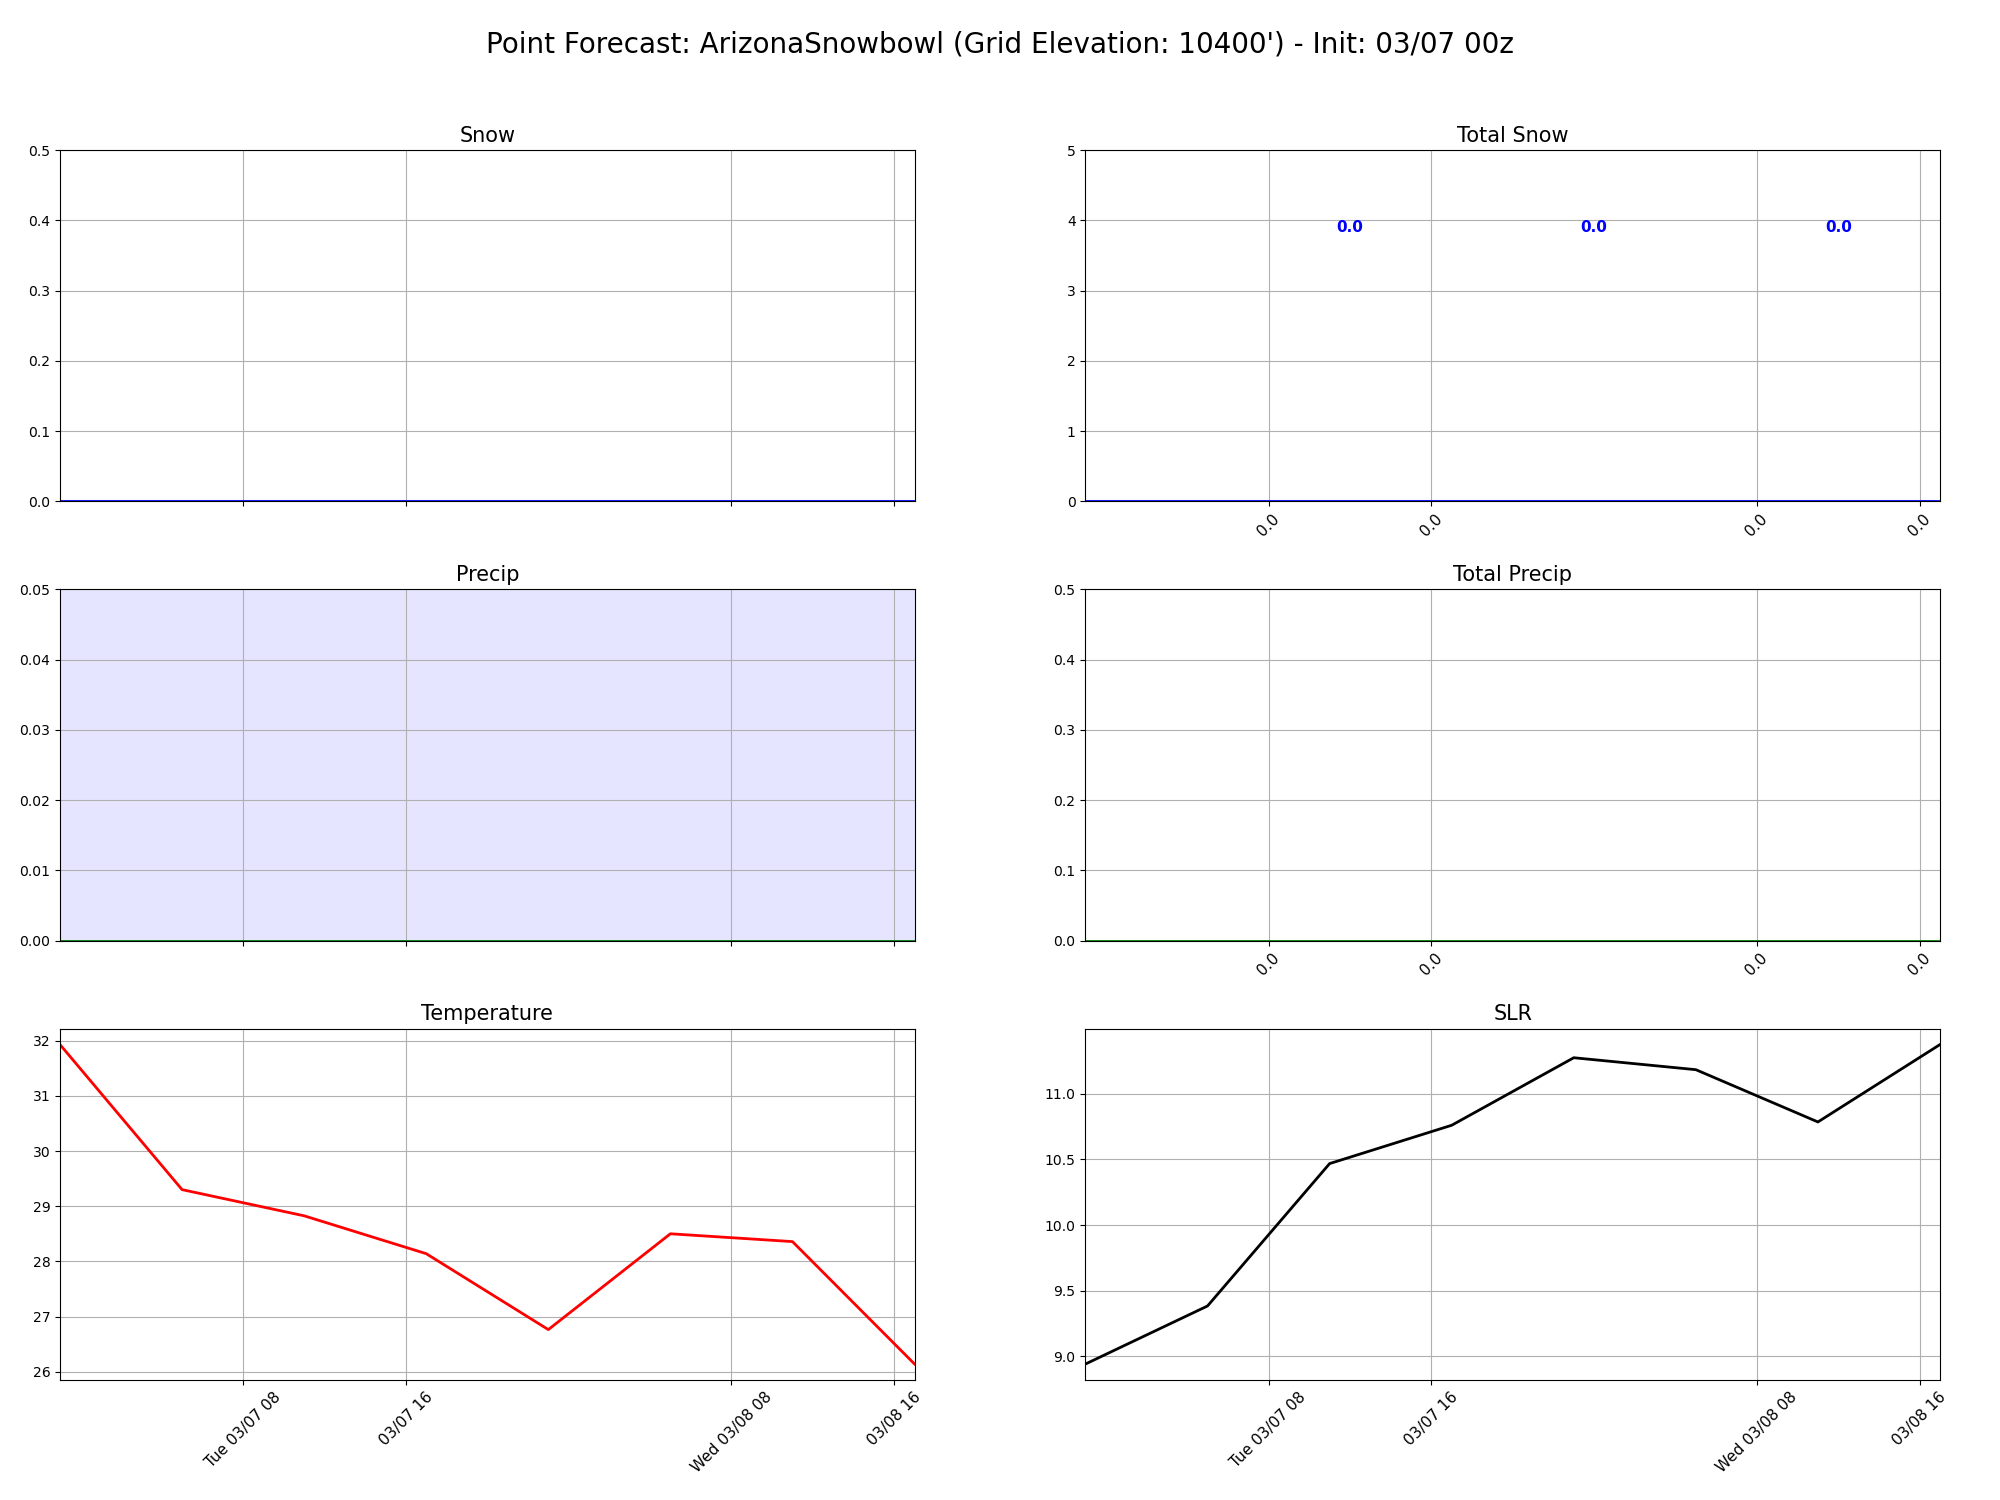 Point Forecast: ArizonaSnowbowl (Grid Elevation: 10400') - Init: 03/07 00z
Snow
0.5
0.4
0.3
0.2
0.1
0.0
Total Snow
5
4
3
2
1
0
0.0 0.0 0.0
0.0 0.0 0.0 0.0
Precip
0.05
0.04
0.03
0.02
0.01
0.00
Total Precip
0.5
0.4
0.3
0.2
0.1
0.0
0.0 0.0 0.0 0.0
Temperature
32
31
30
29
28
27
26
Tue 03/07 08
03/07 16
Wed 03/08 08
03/08 16
SLR
11.0
10.5
10.0
9.5
9.0
Tue 03/07 08
03/07 16
Wed 03/08 08
03/08 16